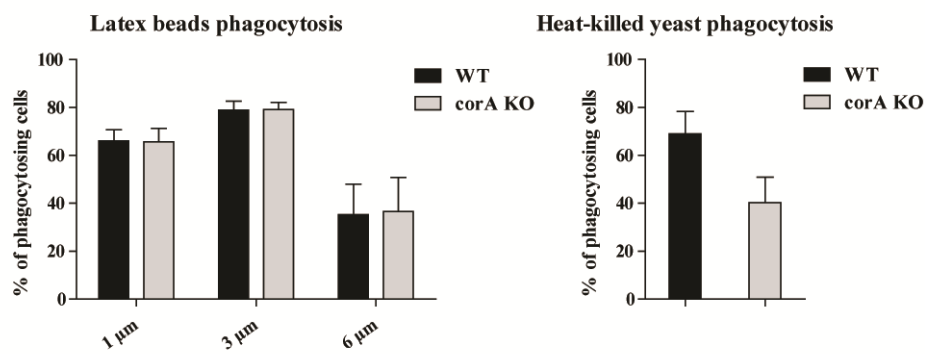 Latex beads phagocytosis
% of phagocytosing cells
100
80
60
40
20
0
1 µm
3 µm
6 µm
WT
corA KO
Heat-killed yeast phagocytosis
% of phagocytosing cells
100
80
60
40
20
0
WT
corA KO